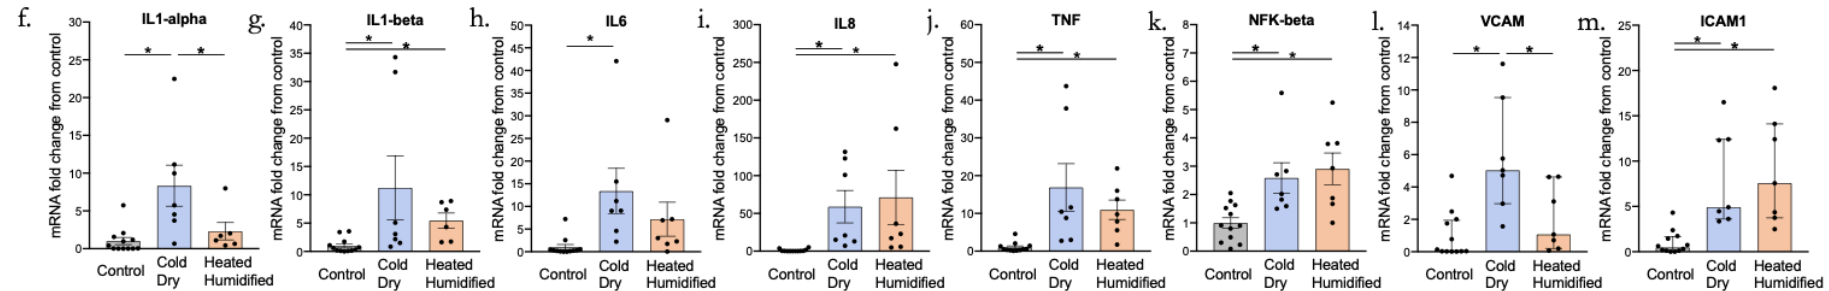 f.
IL1-alpha
mRNA fold change from control
30
25
20
15
10
5
0
* *
Control
Cold
Dry
Heated
Humidified
g.
IL1-beta
mRNA fold change from control
40
35
30
25
20
15
10
5
0
* *
Control
Cold
Dry
Heated
Humidified
h.
IL6
mRNA fold change from control
50
45
40
35
30
25
20
15
10
5
0
*
Control
Cold
Dry
Heated
Humidified
i.
IL8
mRNA fold change from control
300
250
200
150
100
50
0
* *
Control
Cold
Dry
Heated
Humidified
j.
TNF
mRNA fold change from control
60
40
30
20
10
0
* *
Control
Cold
Dry
Heated
Humidified
k.
NFK-beta
mRNA fold change from control
8
7
6
5
4
3
2
1
0
* *
Control
Cold
Dry
Heated
Humidified
l.
VCAM
mRNA fold change from control
14
12
10
8
6
4
2
0
* *
Control
Cold
Dry
Heated
Humidified
m.
ICAM1
mRNA fold change from control
25
20
15
10
5
0
* *
Control
Cold
Dry
Heated
Humidified